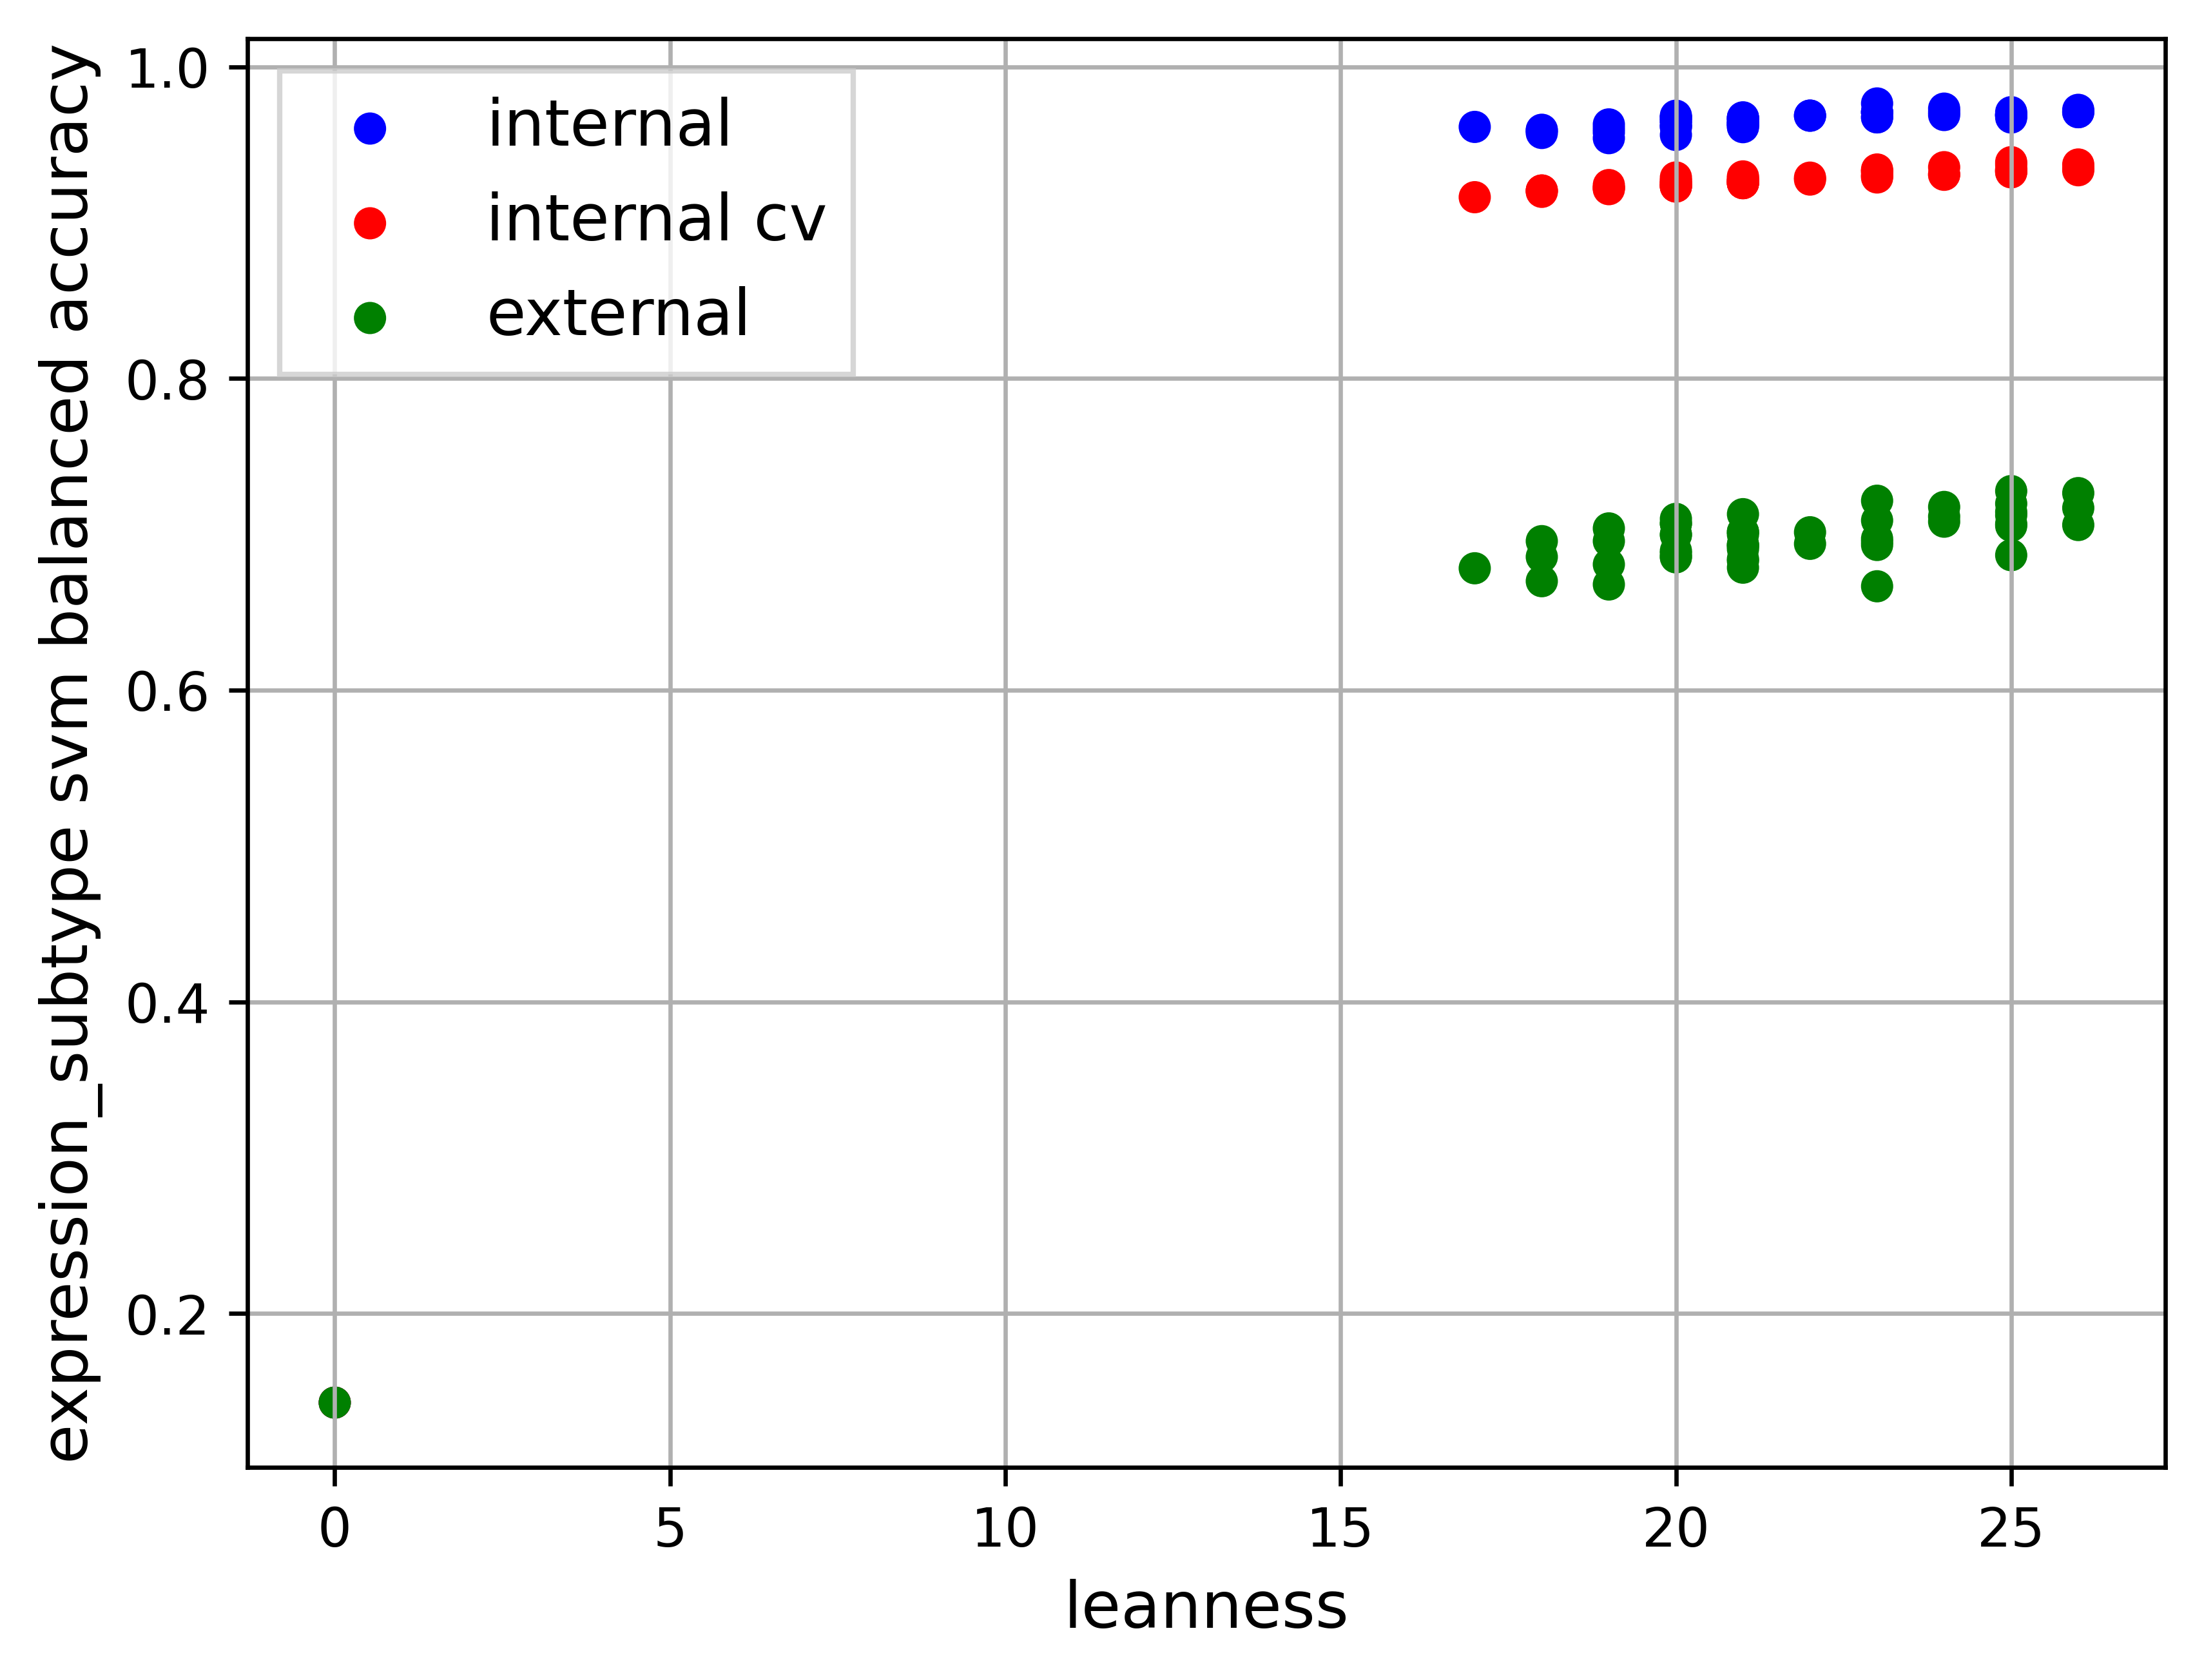 expression_subtype svm balanced accuracy
1.0
0.8
0.6
0.4
0.2
internal
internal cv
external
0 5 10 15 20 25
leanness